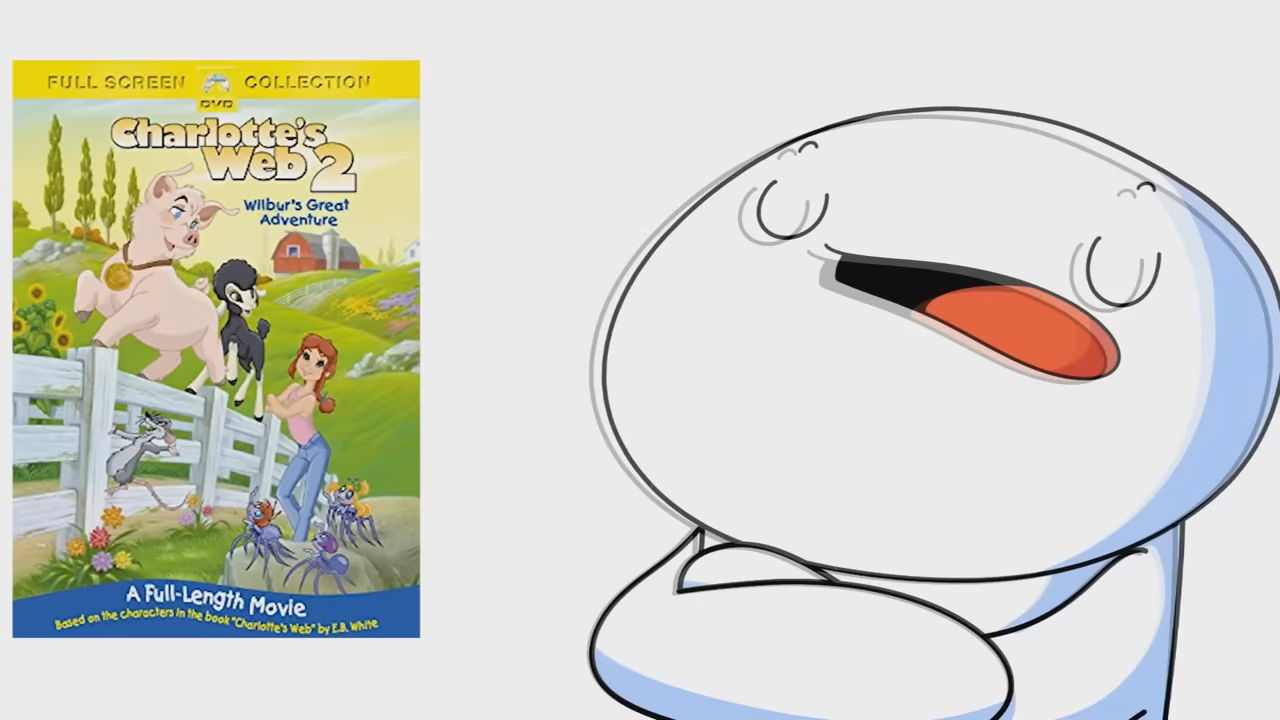 FULL SCREEN COLLECTION
DVD
Charlotte's
Web 2
Wilbur's Great
Adventure
A Full-Length Movie
Based on the characters in the book "Charlotte's Web" by E.B. White